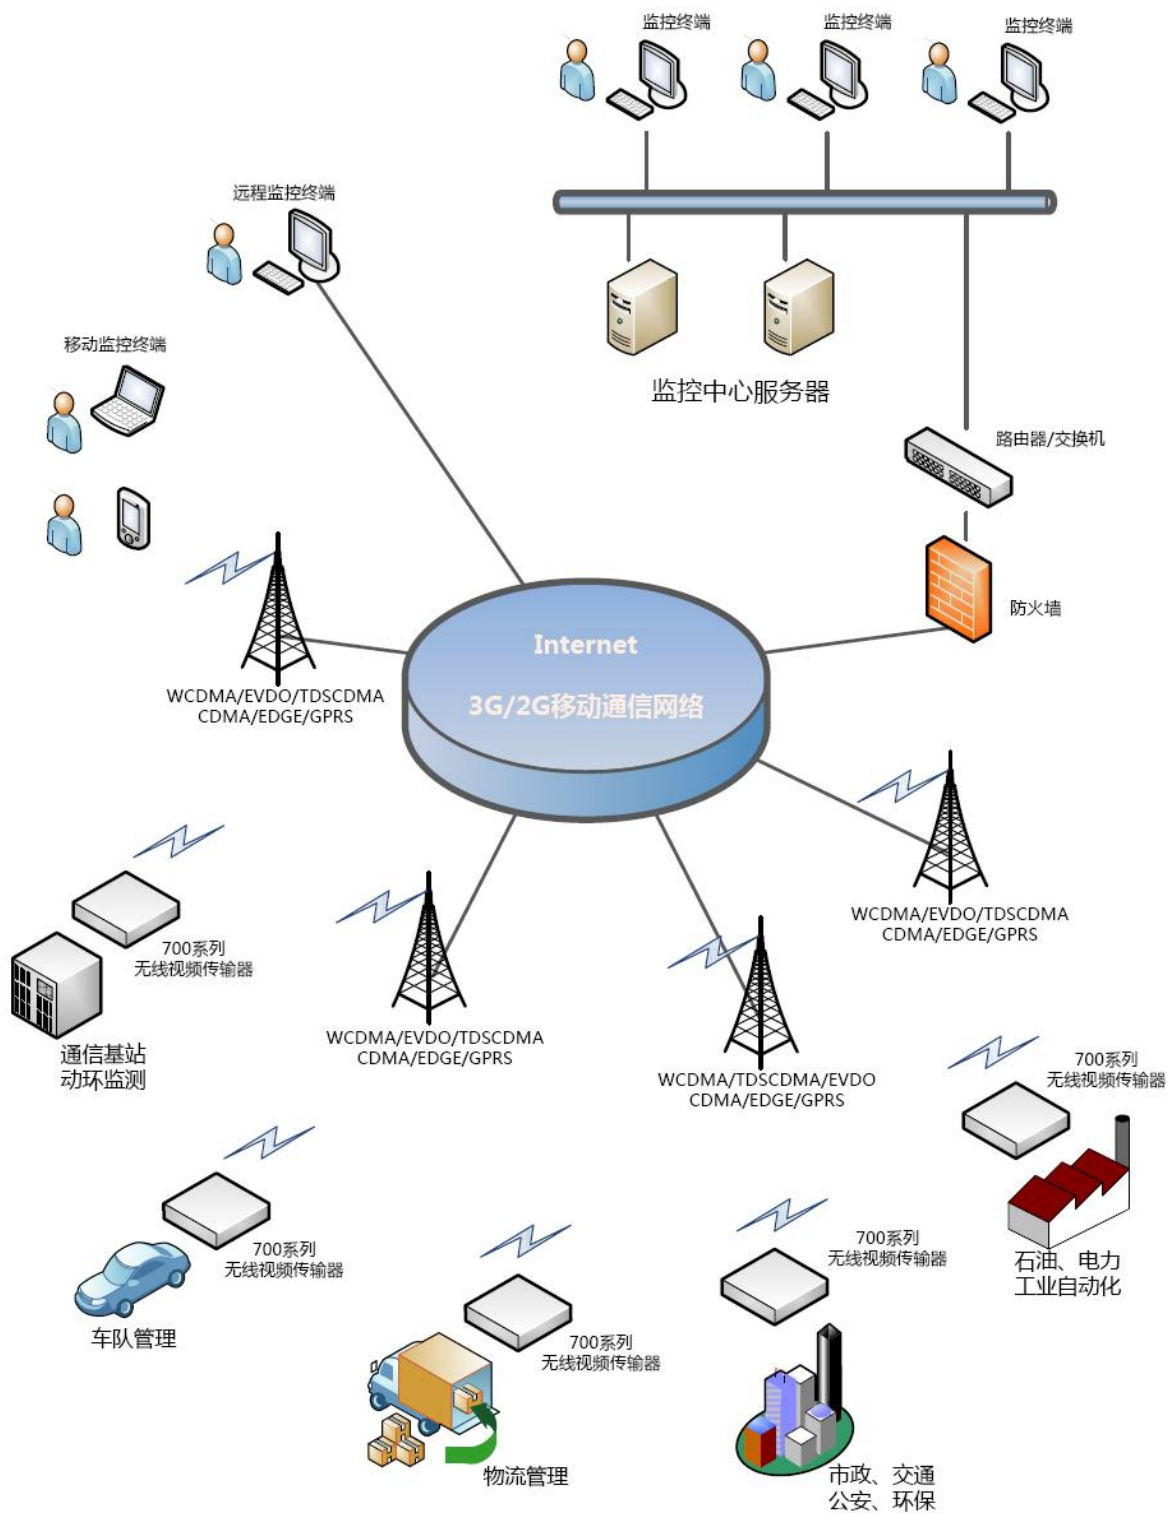 监控终端
监控终端
监控终端
远程监控终端
移动监控终端
监控中心服务器
路由器/交换机
防火墙
Internet
3G/2G移动通信网络
WCDMA/EVDO/TDSCDMA
CDMA/EDGE/GPRS
WCDMA/EVDO/TDSCDMA
CDMA/EDGE/GPRS
700系列
无线视频传输器
通信基站
动环监测
WCDMA/EVDO/TDSCDMA
CDMA/EDGE/GPRS
WCDMA/TDSCDMA/EVDO
CDMA/EDGE/GPRS
700系列
无线视频传输器
石油、电力
工业自动化
700系列
无线视频传输器
车队管理
700系列
无线视频传输器
物流管理
700系列
无线视频传输器
市政、交通
公安、环保